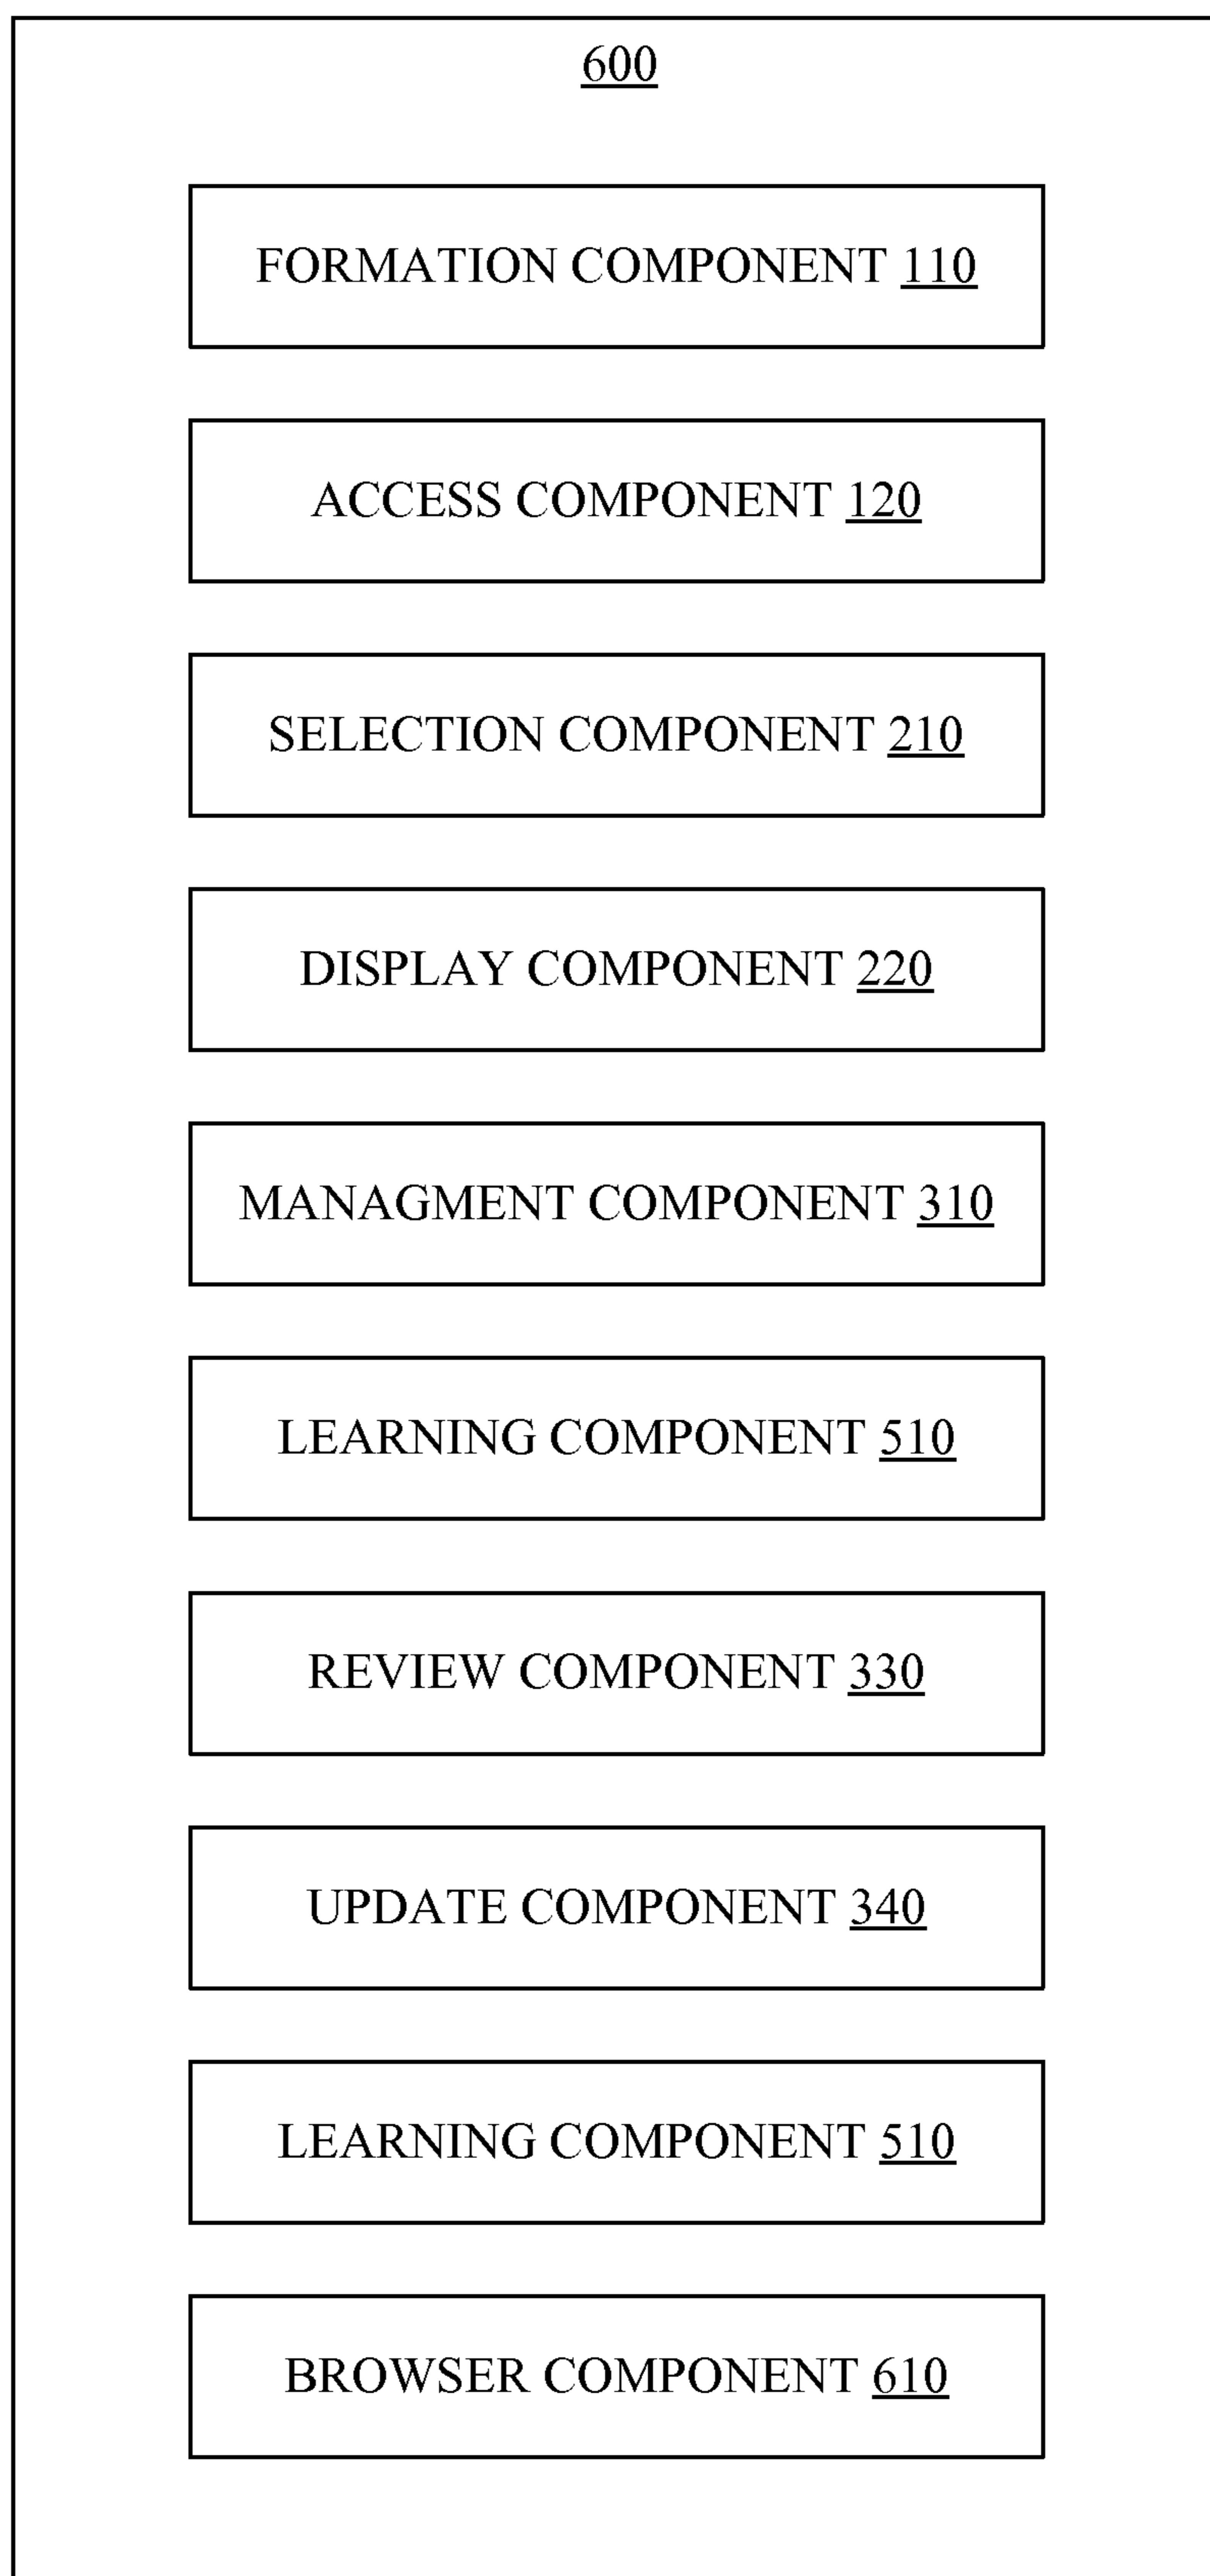 600
FORMATION COMPONENT 110
ACCESS COMPONENT 120
SELECTION COMPONENT 210
DISPLAY COMPONENT 220
MANAGMENT COMPONENT 310
LEARNING COMPONENT 510
REVIEW COMPONENT 330
UPDATE COMPONENT 340
LEARNING COMPONENT 510
BROWSER COMPONENT 610